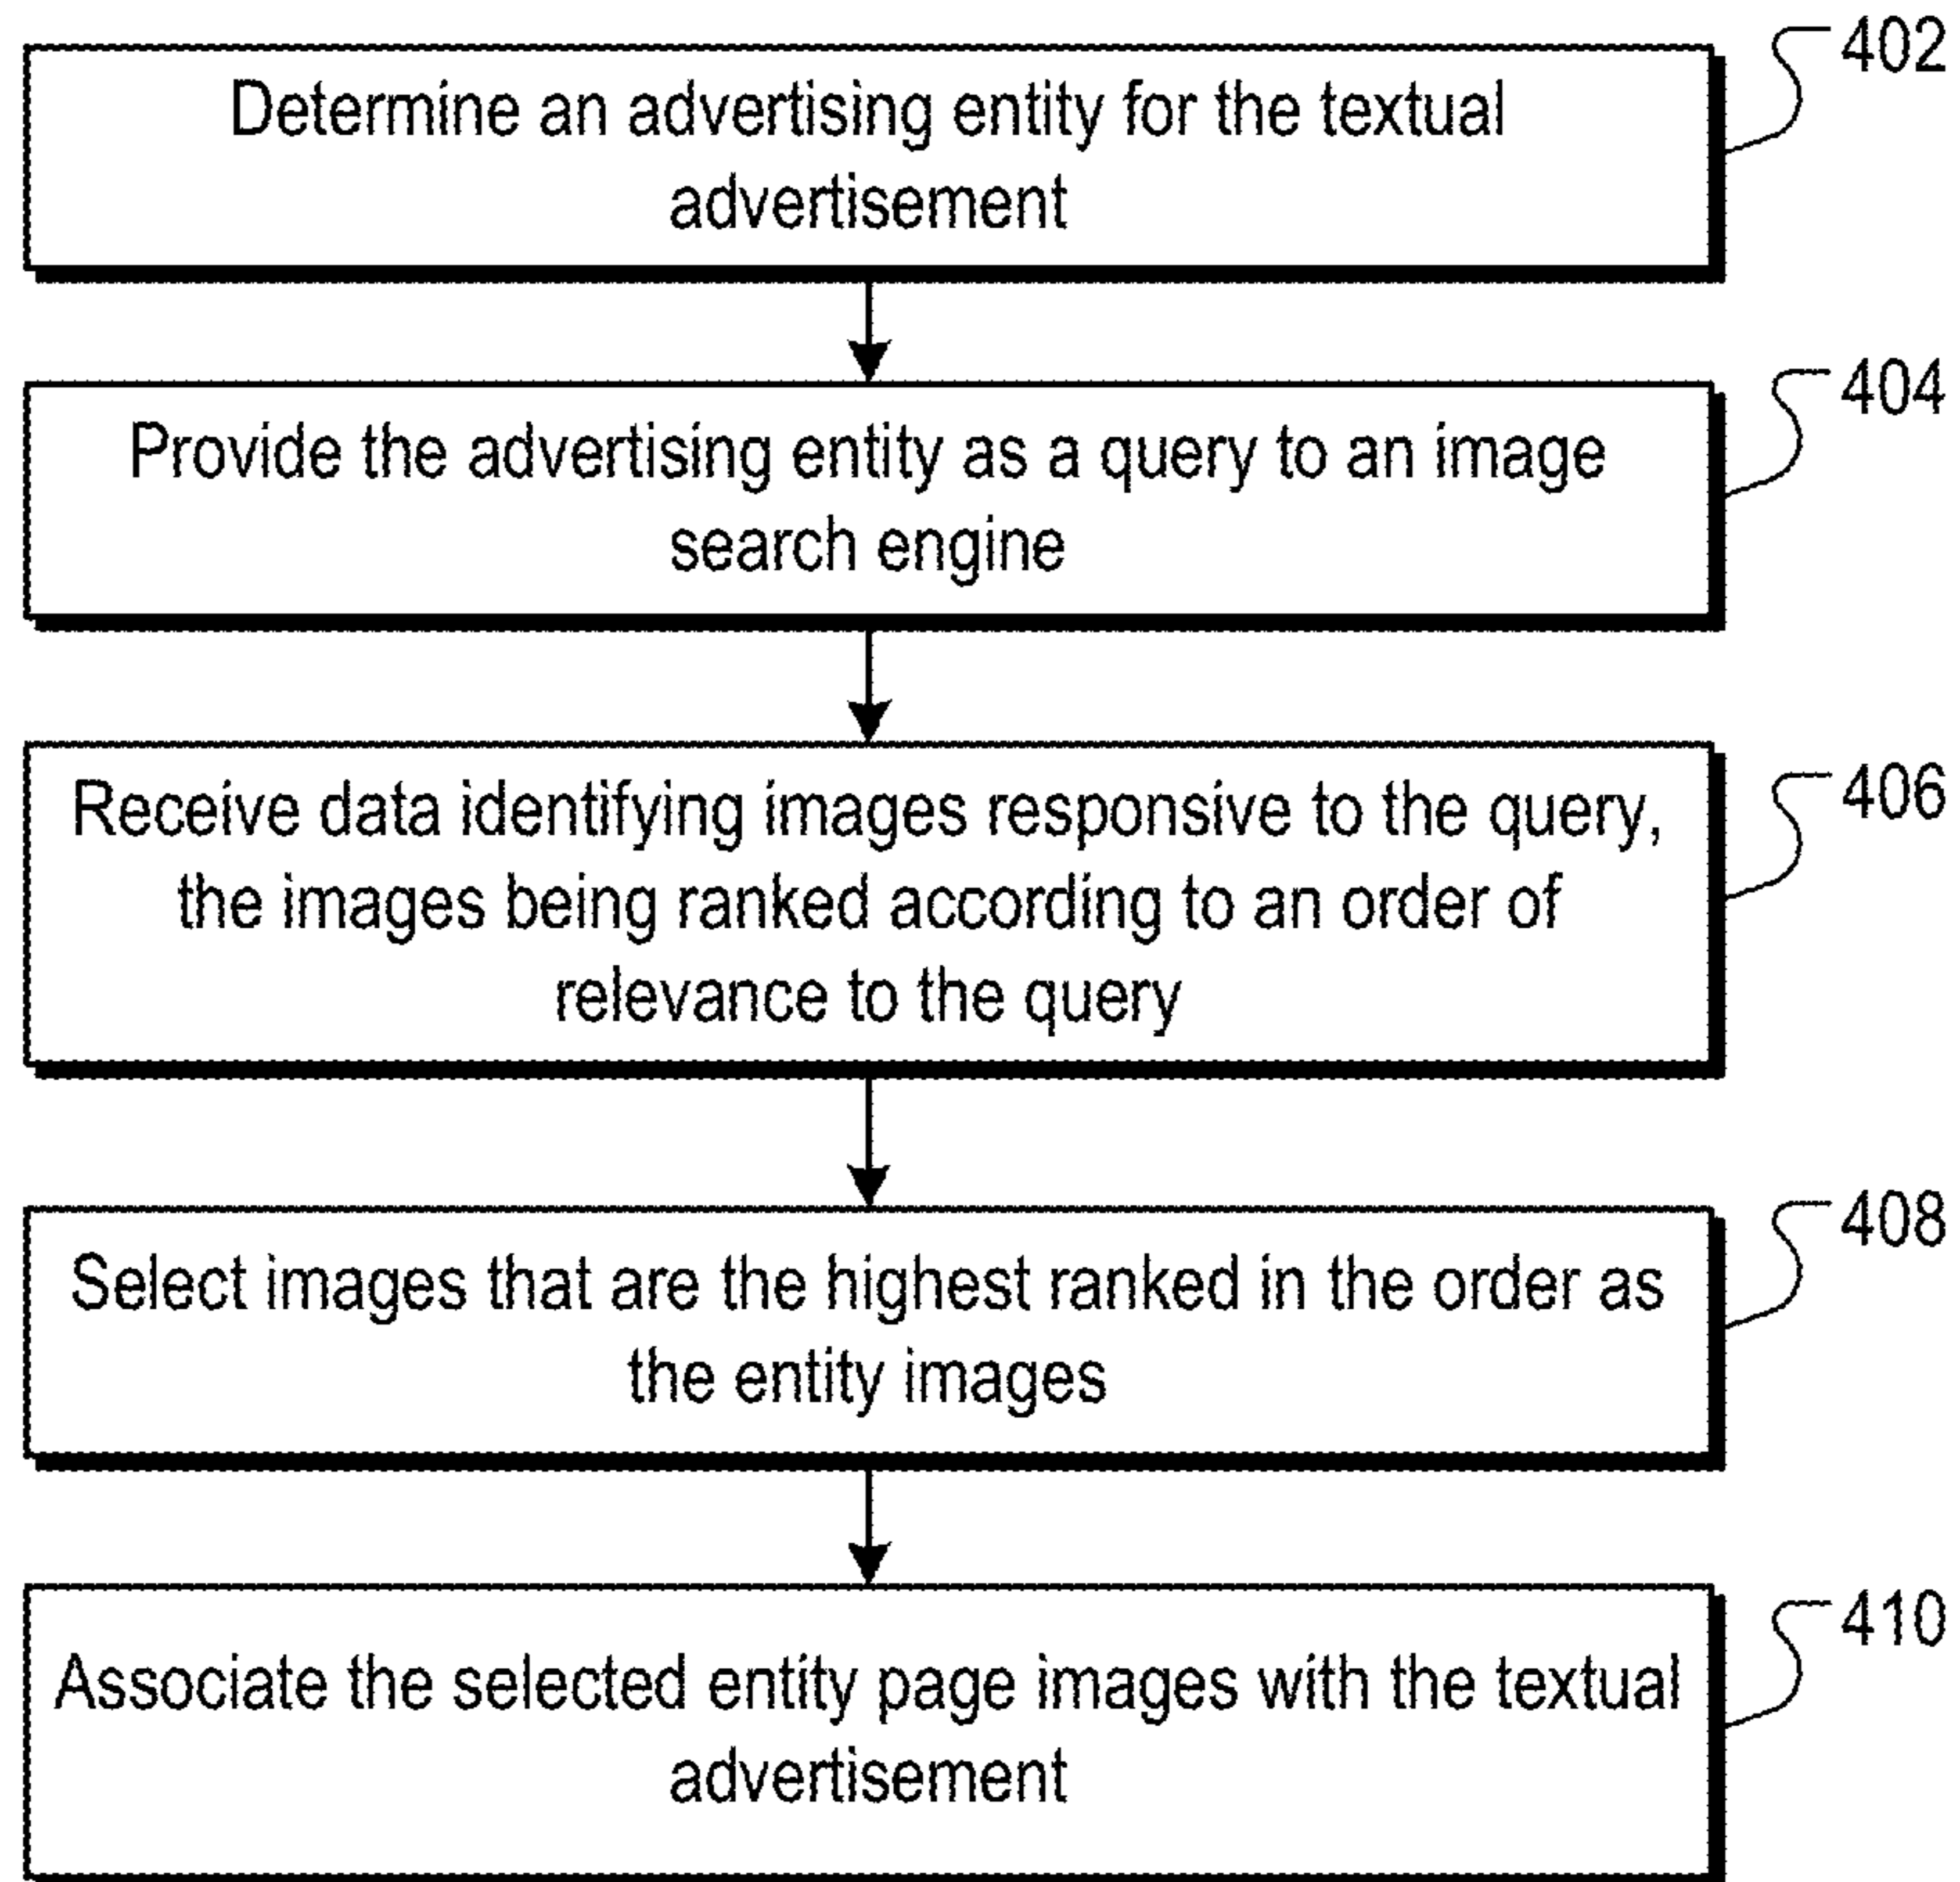 402
Determine an advertising entity for the textual
advertisement
404
Provide the advertising entity as a query to an image
search engine
406
Receive data identifying images responsive to the query,
the images being ranked according to an order of
relevance to the query
408
Select images that are the highest ranked in the order as
the entity images
410
Associate the selected entity page images with the textual
advertisement